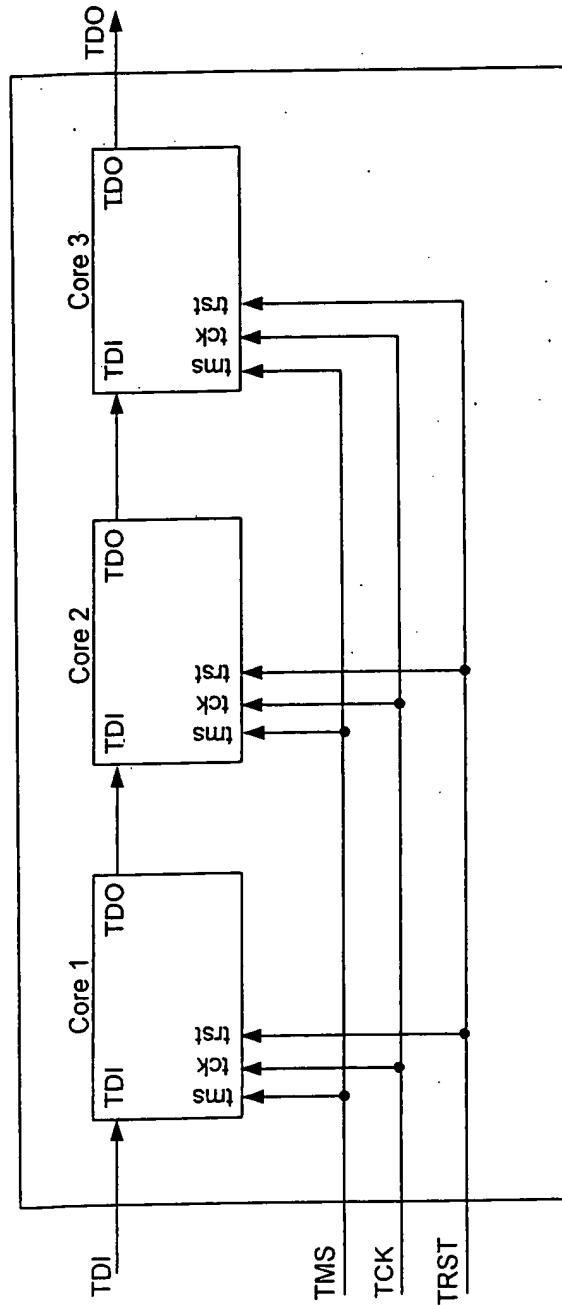 Core 1
Core 2
Core 3
TDI
TDI
TDO
TDI
TDO
TDI
TDO
TDO
tms
tck
trst
tms
tck
trst
tms
tck
trst
TMS
TCK
TRST